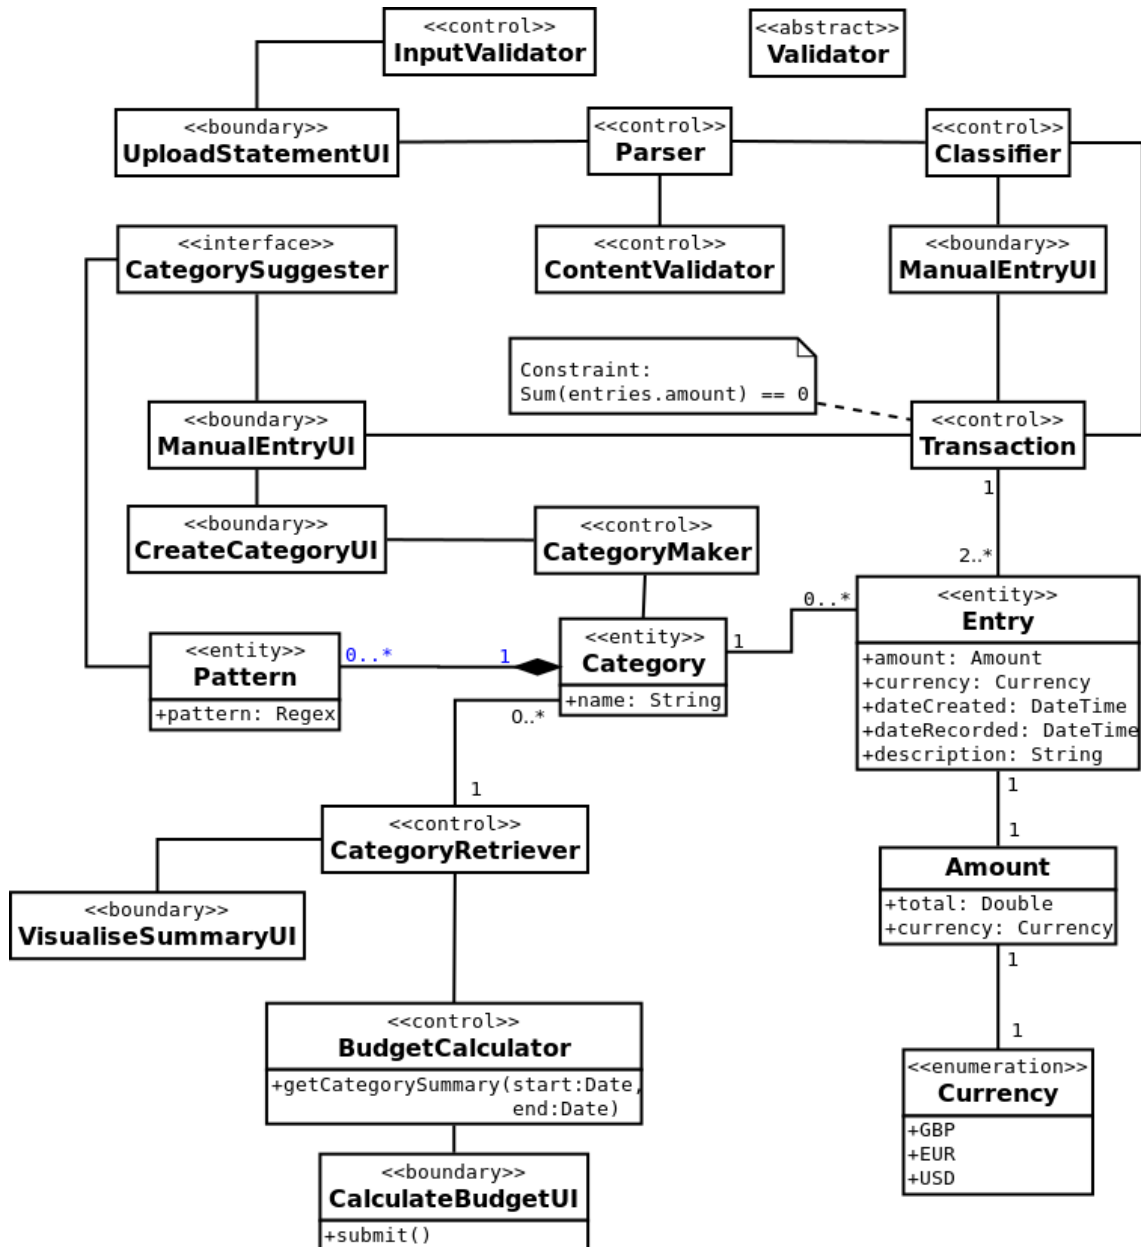 <<control>>
InputValidator
<<abstract>>
Validator
<<boundary>>
UploadStatementUI
<<control>>
Parser
<<control>>
Classifier
<<interface>>
CategorySuggester
<<control>>
ContentValidator
<<boundary>>
ManualEntryUI
Constraint:
Sum(entries.amount) == 0
<<boundary>>
ManualEntryUI
<<control>>
Transaction
1
2..*
<<boundary>>
CreateCategoryUI
<<control>>
CategoryMaker
<<entity>>
Entry
+amount: Amount
+currency: Currency
+dateCreated: DateTime
+dateRecorded: DateTime
+description: String
0..*
1
<<entity>>
Category
+name: String
1
0..*
<<entity>>
Pattern
+pattern: Regex
0..*
1
<<control>>
CategoryRetriever
1
1
Amount
+total: Double
+currency: Currency
<<boundary>>
VisualiseSummaryUI
1
1
<<control>>
BudgetCalculator
+getCategorySummary(start:Date,
end:Date)
<<enumeration>>
Currency
+GBP
+EUR
+USD
<<boundary>>
CalculateBudgetUI
+submit()